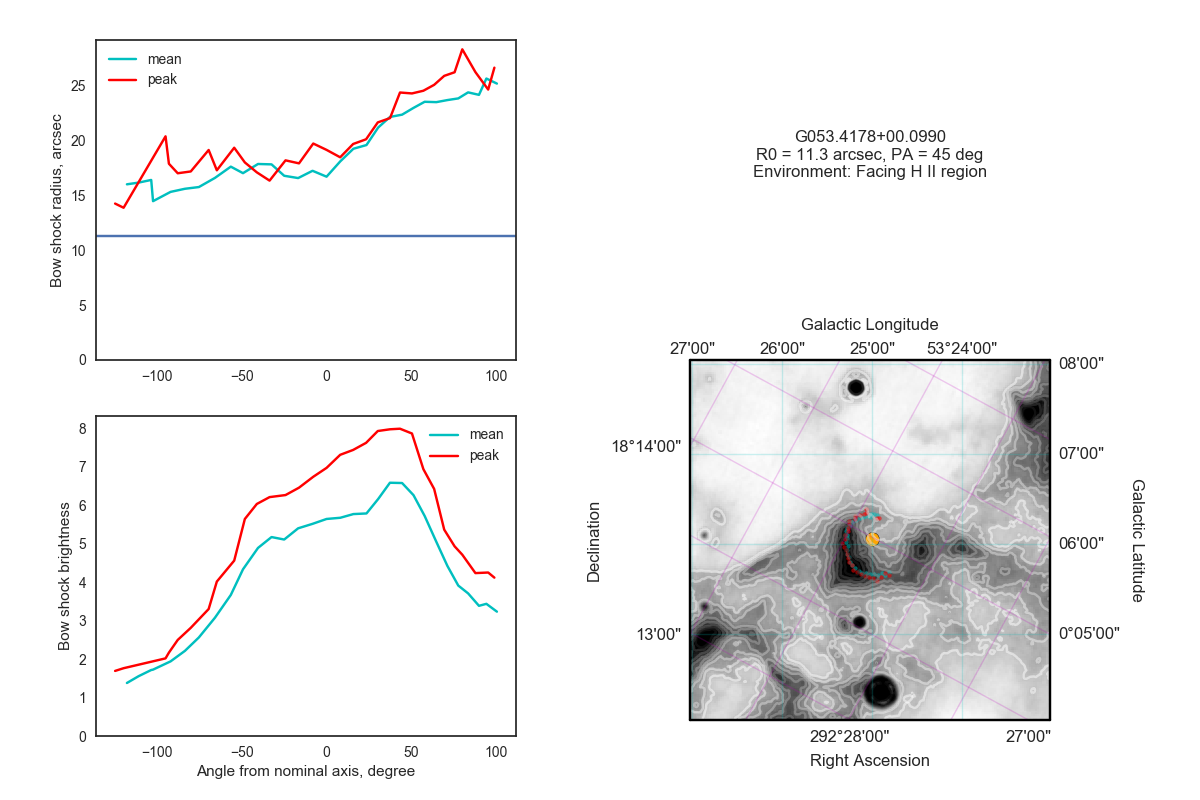 mean
peak
25
20
15
10
5
0
Bow shock radius, arcsec
−100
−50
0
50
100
G053.4178+00.0990
R0 = 11.3 arcsec, PA = 45 deg
Environment: Facing H II region
mean
peak
8
7
6
5
4
3
2
1
0
Bow shock brightness
−100
−50
0
50
100
Angle from nominal axis, degree
Galactic Longitude
27'00"
26'00"
25'00"
53°24'00"
08'00"
07'00"
06'00"
0°05'00"
Galactic Latitude
18°14'00"
13'00"
Declination
292°28'00"
27'00"
Right Ascension